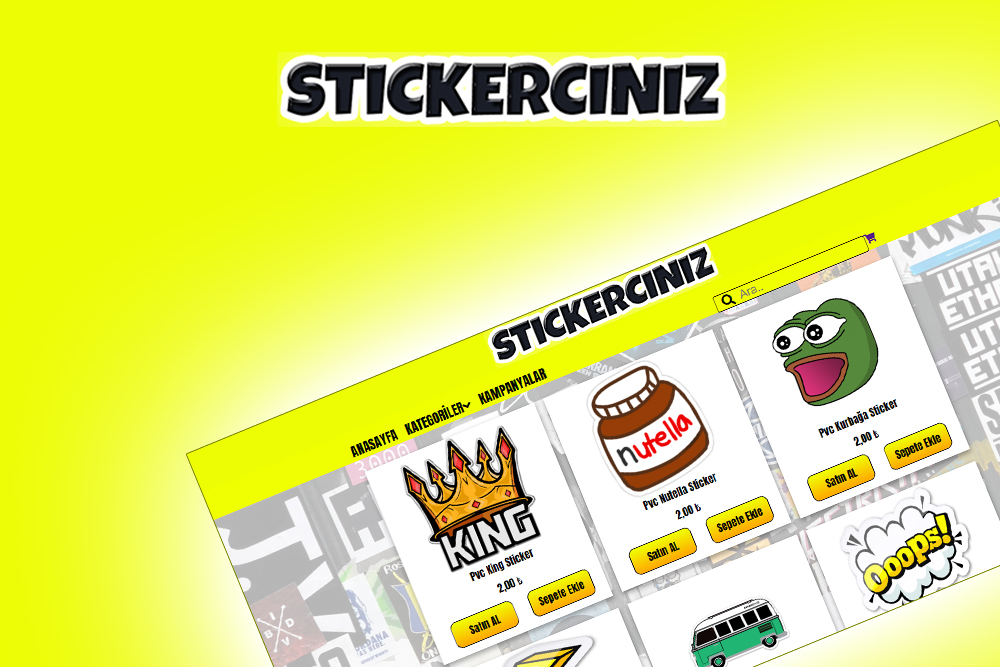 STICKERCINIZ
STICKERCINIZ
Ara..
ANASAYFA KATEGORİLER KAMPANYALAR
KING
Pvc King Sticker
2,00 ₺
Satın AL
Sepete Ekle
nutella
Pvc Nutella Sticker
2,00 ₺
Satın AL
Sepete Ekle
Pvc Kurbağa Sticker
2,00 ₺
Satın AL
Sepete Ekle
Ooops!